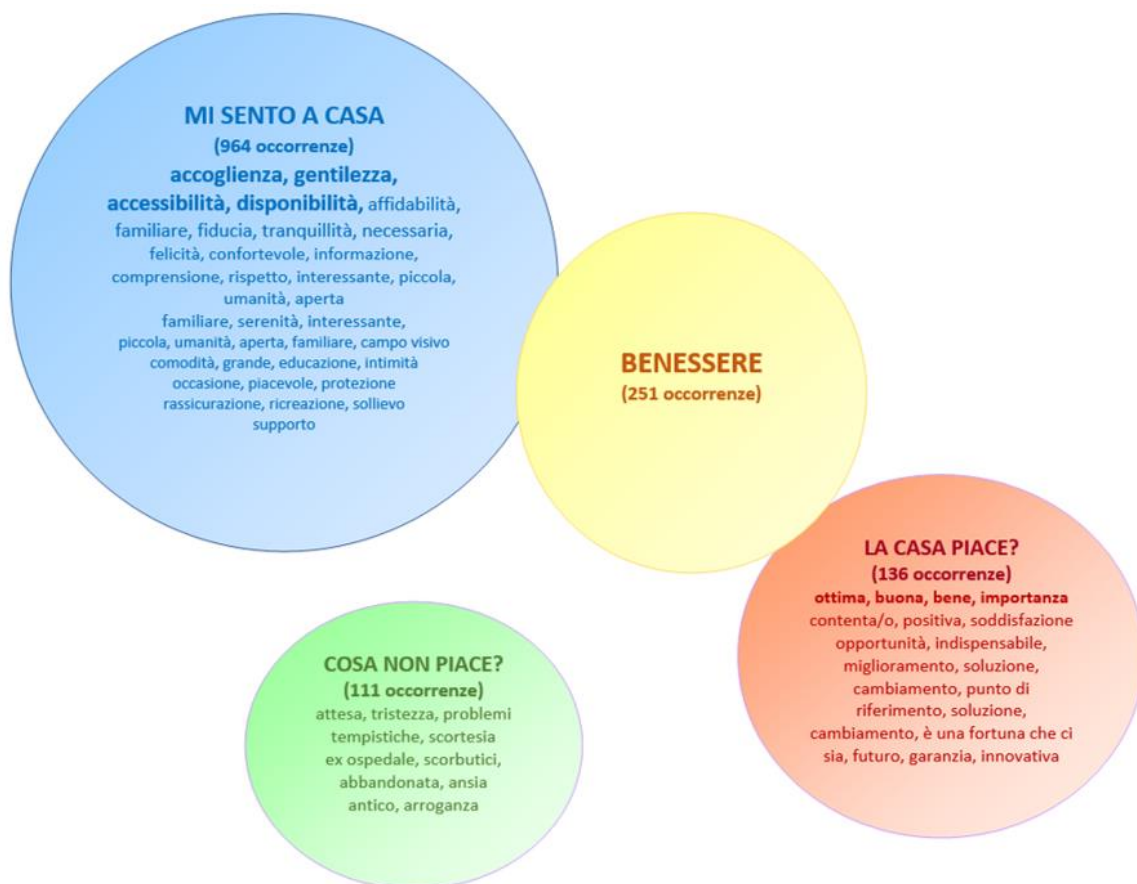 MI SENTO A CASA
(964 occorrenze)
accoglienza, gentilezza,
accessibilità, disponibilità, affidabilità,
familiare, fiducia, tranquillità, necessaria,
felicità, confortevole, informazione,
comprensione, rispetto, interessante, piccola,
umanità, aperta
familiare, serenità, interessante,
piccola, umanità, aperta, familiare, campo visivo
comodità, grande, educazione, intimità
occasione, piacevole, protezione
rassicurazione, ricreazione, sollievo
supporto
BENESSERE
(251 occorrenze)
LA CASA PIACE?
(136 occorrenze)
ottima, buona, bene, importanza
contenta/o, positiva, soddisfazione
opportunità, indispensabile,
miglioramento, soluzione,
cambiamento, punto di
riferimento, soluzione,
cambiamento, è una fortuna che ci
sia, futuro, garanzia, innovativa
COSA NON PIACE?
(111 occorrenze)
attesa, tristezza, problemi
tempistiche, scortesia
ex ospedale, scorbutici,
abbandonata, ansia
antico, arroganza